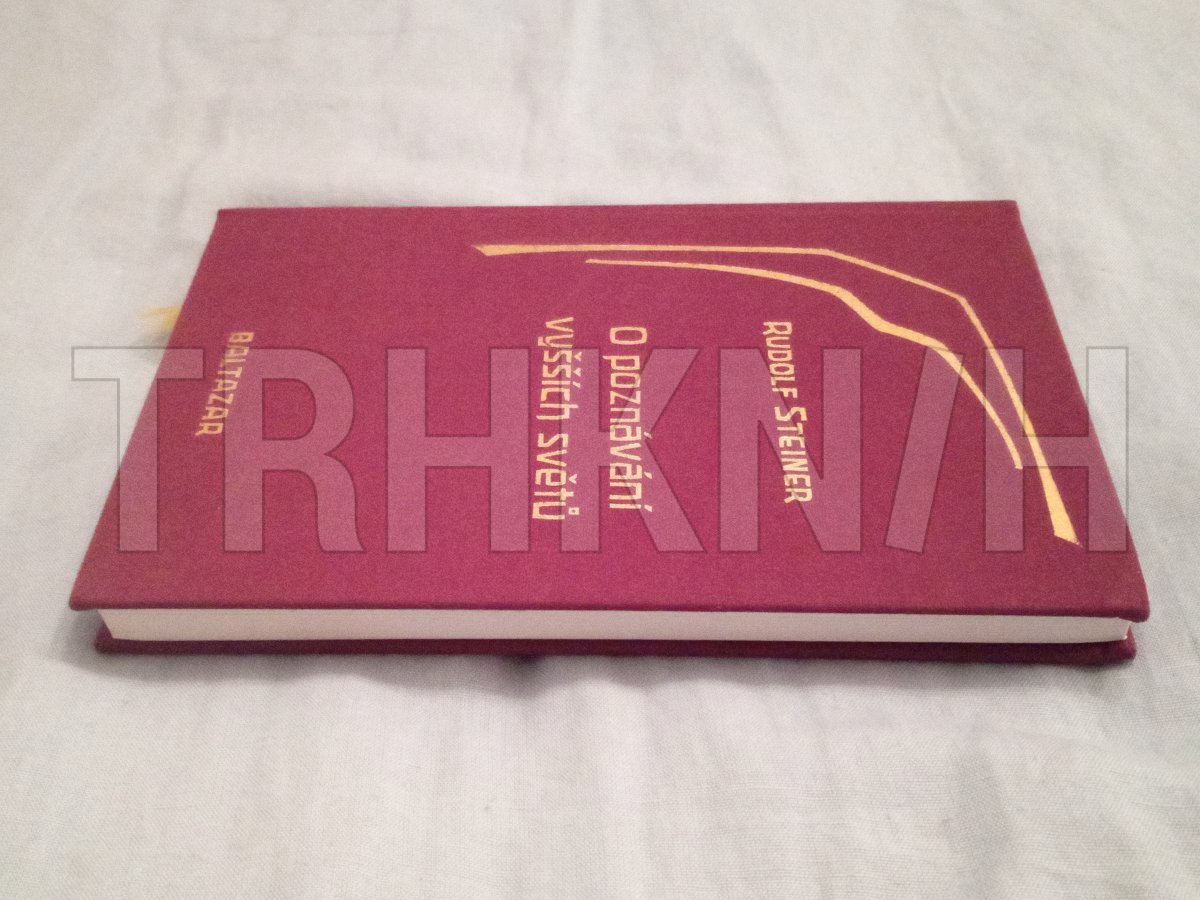 RUDOLF STEINER
O poznávání
vyšších světů
BALTAZAR
TRHKNIH